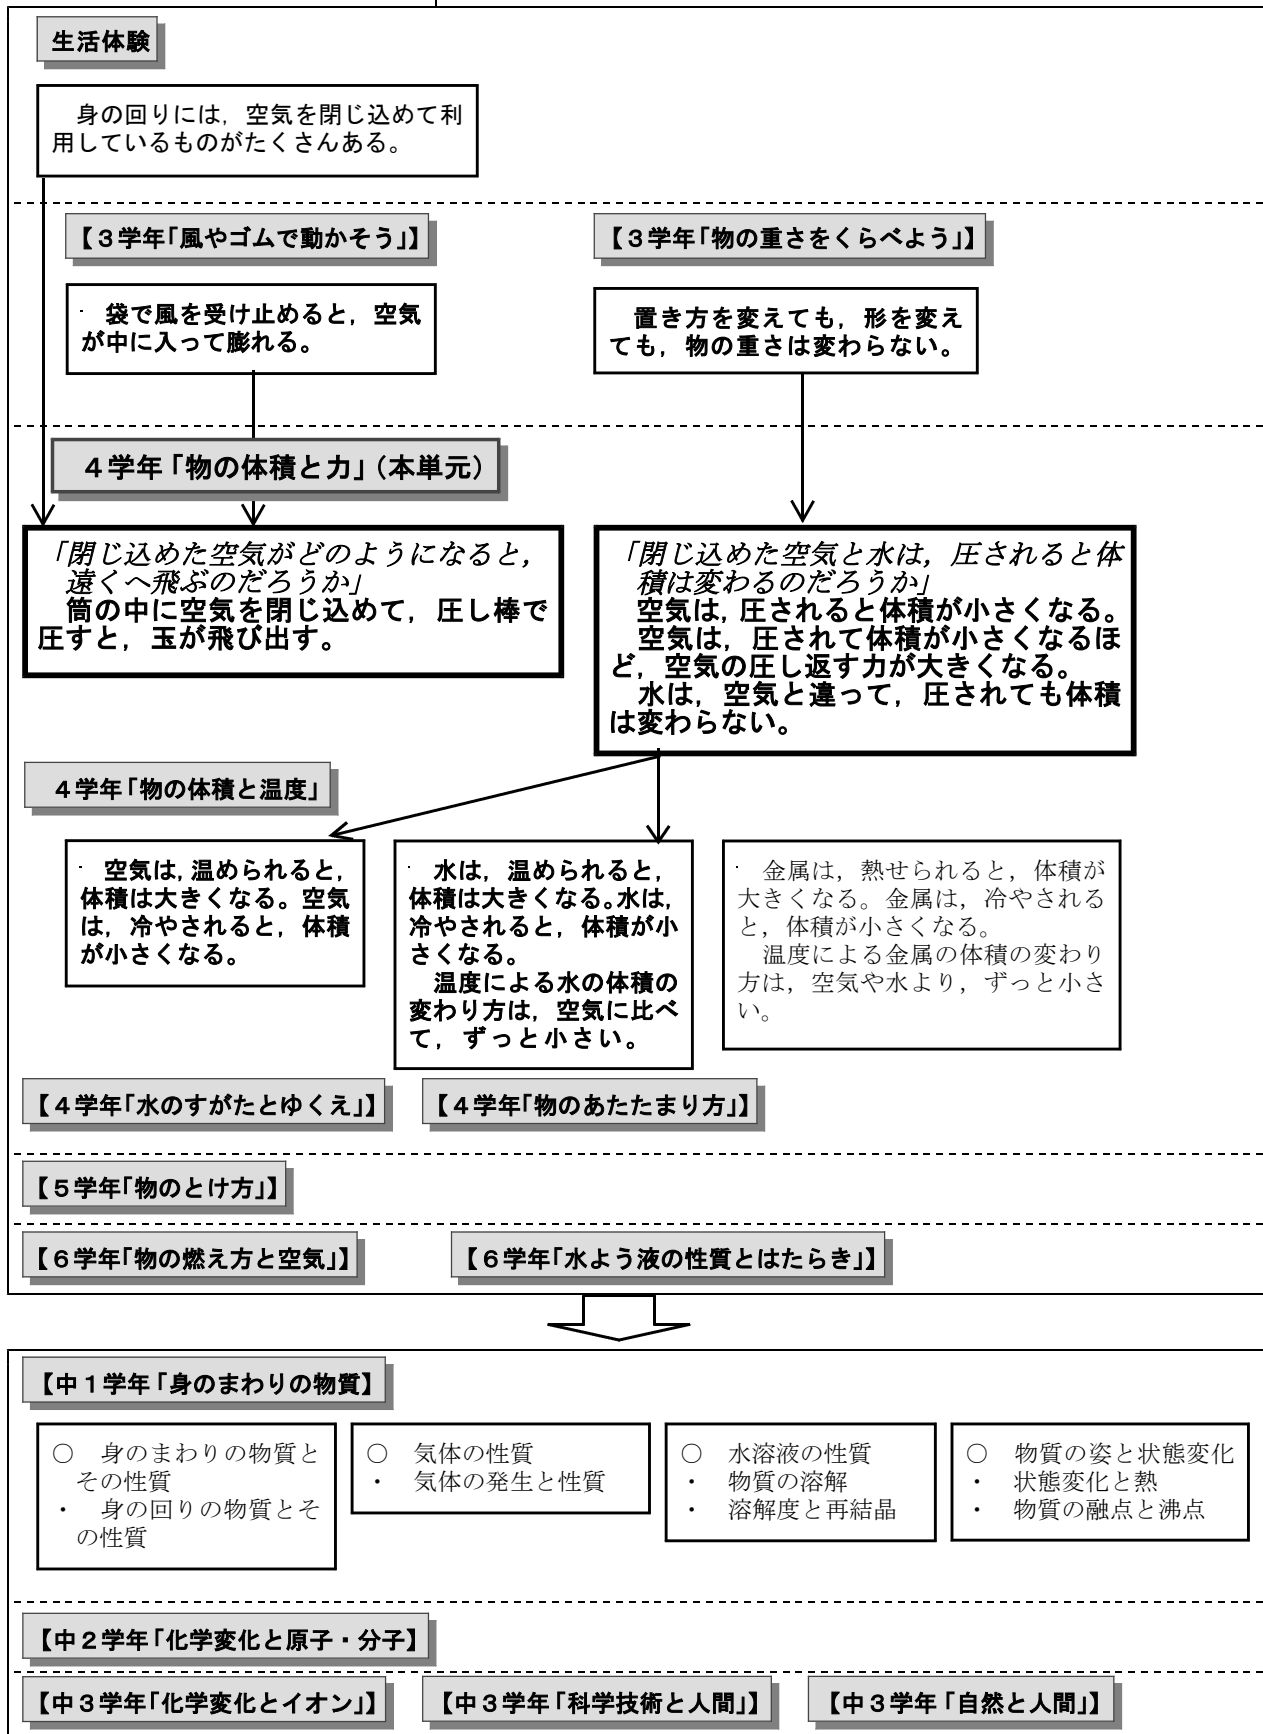 生活体験
身の回りには，空気を閉じ込めて利
用しているものがたくさんある。
【３学年「風やゴムで動かそう」】
【３学年「物の重さをくらべよう」】
・　袋で風を受け止めると，空気
が中に入って膨れる。
置き方を変えても，形を変え
ても，物の重さは変わらない。
４学年「物の体積と力」（本単元）
「閉じ込めた空気がどのようになると，
遠くへ飛ぶのだろうか」
筒の中に空気を閉じ込めて，圧し棒で
圧すと，玉が飛び出す。
「閉じ込めた空気と水は，圧されると体
積は変わるのだろうか」
空気は，圧されると体積が小さくなる。
空気は，圧されて体積が小さくなるほ
ど，空気の圧し返す力が大きくなる。
水は，空気と違って，圧されても体積
は変わらない。
４学年「物の体積と温度」
・　空気は，温められると，
体積は大きくなる。空気
は，冷やされると，体積
が小さくなる。
・　水は，温められると，
体積は大きくなる。水は，
冷やされると，体積が小
さくなる。
温度による水の体積の
変わり方は，空気に比べ
て，ずっと小さい。
・　金属は，熱せられると，体積が
大きくなる。金属は，冷やされる
と，体積が小さくなる。
温度による金属の体積の変わり
方は，空気や水より，ずっと小さ
い。
【４学年「水のすがたとゆくえ」】
【４学年「物のあたたまり方」】
【５学年「物のとけ方」】
【６学年「物の燃え方と空気」】
【６学年「水よう液の性質とはたらき」】
【中１学年「身のまわりの物質】
○　身のまわりの物質と
その性質
・　身の回りの物質とそ
の性質
○　気体の性質
・　気体の発生と性質
○　水溶液の性質
・　物質の溶解
・　溶解度と再結晶
○　物質の姿と状態変化
・　状態変化と熱
・　物質の融点と沸点
【中２学年「化学変化と原子・分子】
【中３学年「化学変化とイオン」】
【中３学年「科学技術と人間」】
【中３学年「自然と人間」】